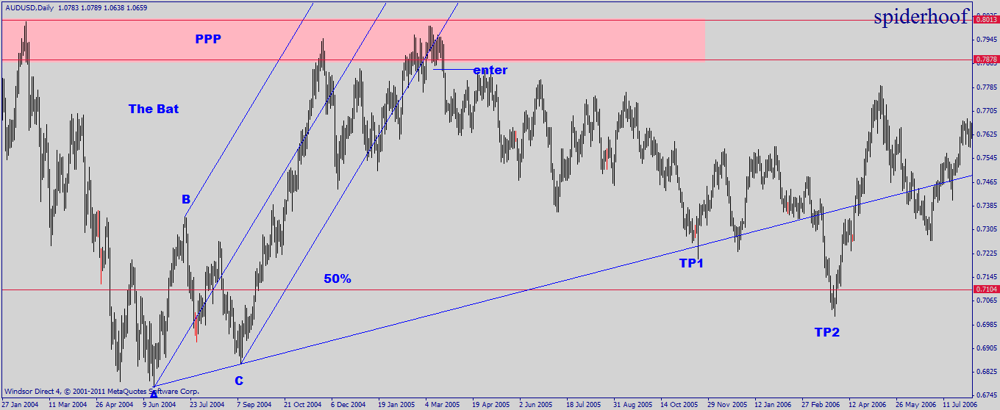 AUDUSD,Daily 1.0783 1.0789 1.0638 1.0659
spiderhoof
0.8013
0.7945
PPP
0.7878
enter
0.7785
The Bat
0.7705
0.7625
0.7545
0.7465
B
0.7385
0.7305
0.7225
TP1
50%
0.7145
0.7104
0.7065
TP2
0.6985
0.6905
0.6825
C
Windsor Direct 4, © 2001-2011 MetaQuotes Software Corp.
A
0.6745
27 Jan 2004 11 Mar 2004 26 Apr 2004 9 Jun 2004 23 Jul 2004 7 Sep 2004 21 Oct 2004 6 Dec 2004 19 Jan 2005 4 Mar 2005 19 Apr 2005 2 Jun 2005 18 Jul 2005 31 Aug 2005 14 Oct 2005 29 Nov 2005 12 Jan 2006 27 Feb 2006 12 Apr 2006 26 May 2006 11 Jul 2006